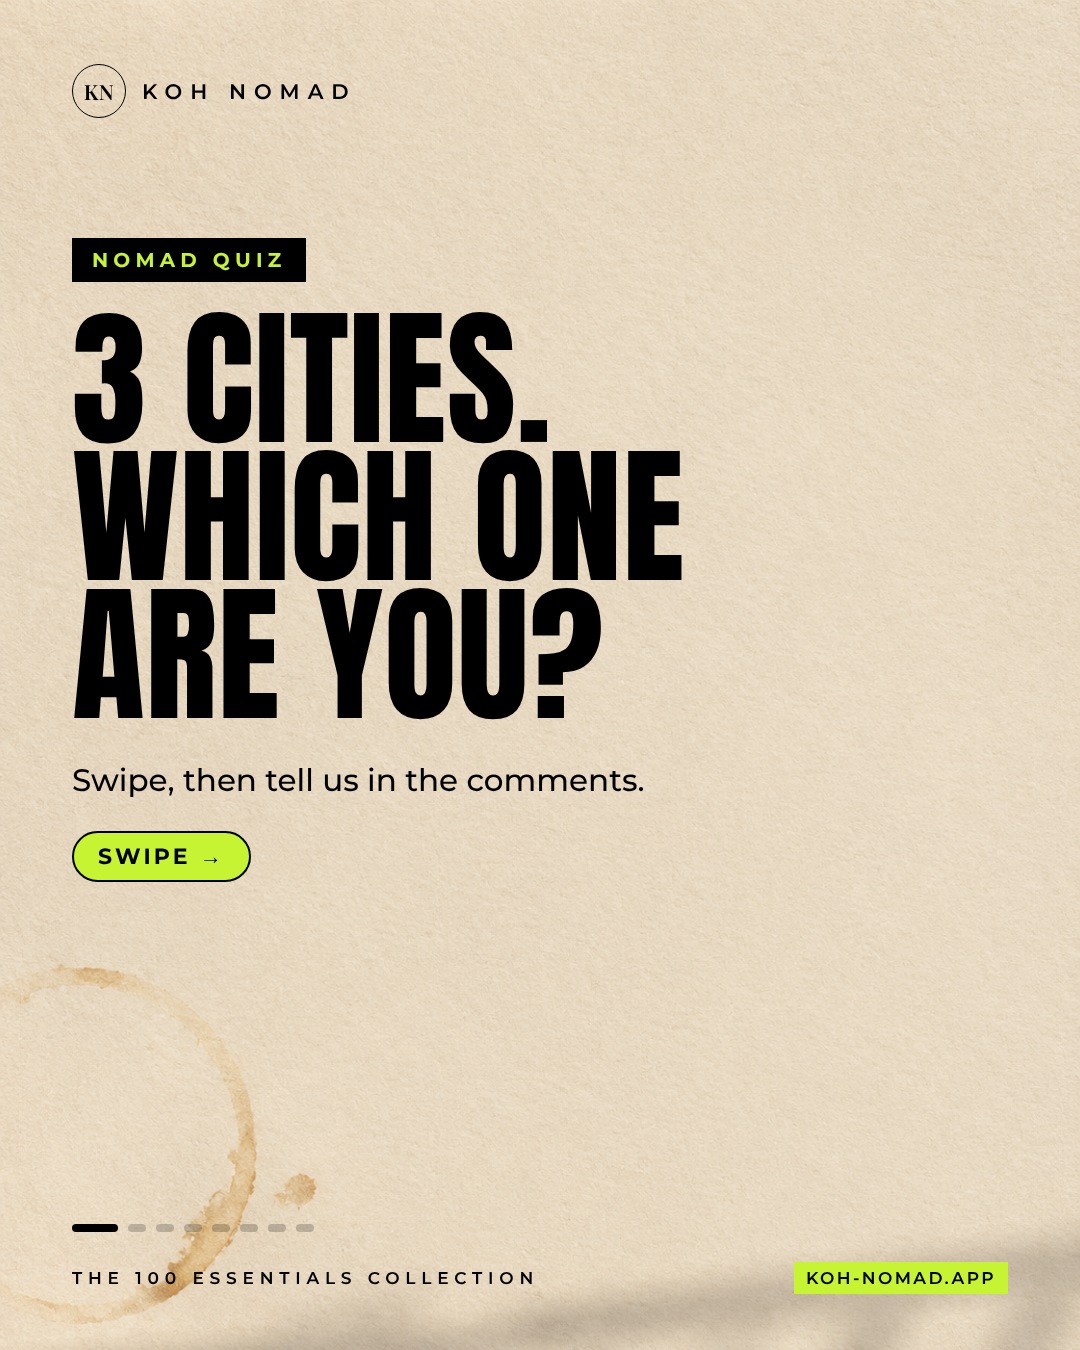 KN KOH NOMAD
NOMAD QUIZ
3 CITIES.
WHICH ONE
ARE YOU?
Swipe, then tell us in the comments.
SWIPE →
THE 100 ESSENTIALS COLLECTION
KOH-NOMAD.APP